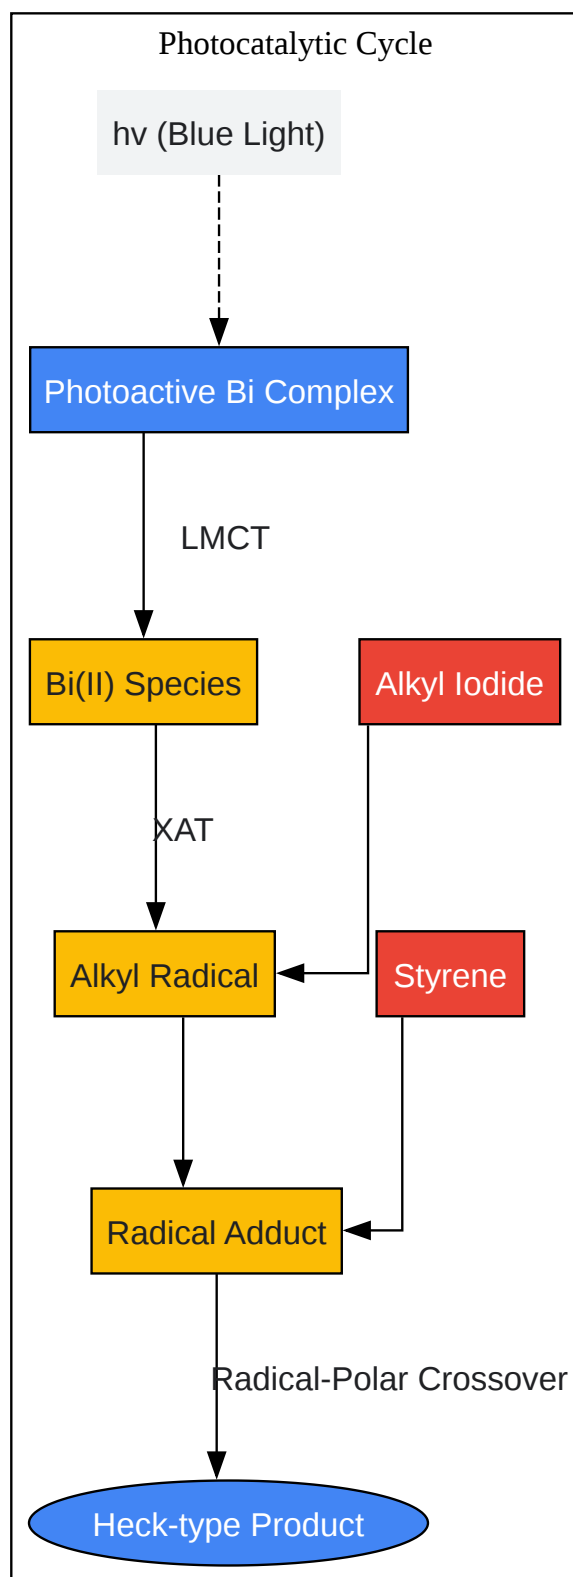 Photocatalytic Cycle
hv (Blue Light)
Photoactive Bi Complex
LMCT
Bi(II) Species
Alkyl Iodide
XAT
Alkyl Radical
Styrene
Radical Adduct
Radical-Polar Crossover
Heck-type Product